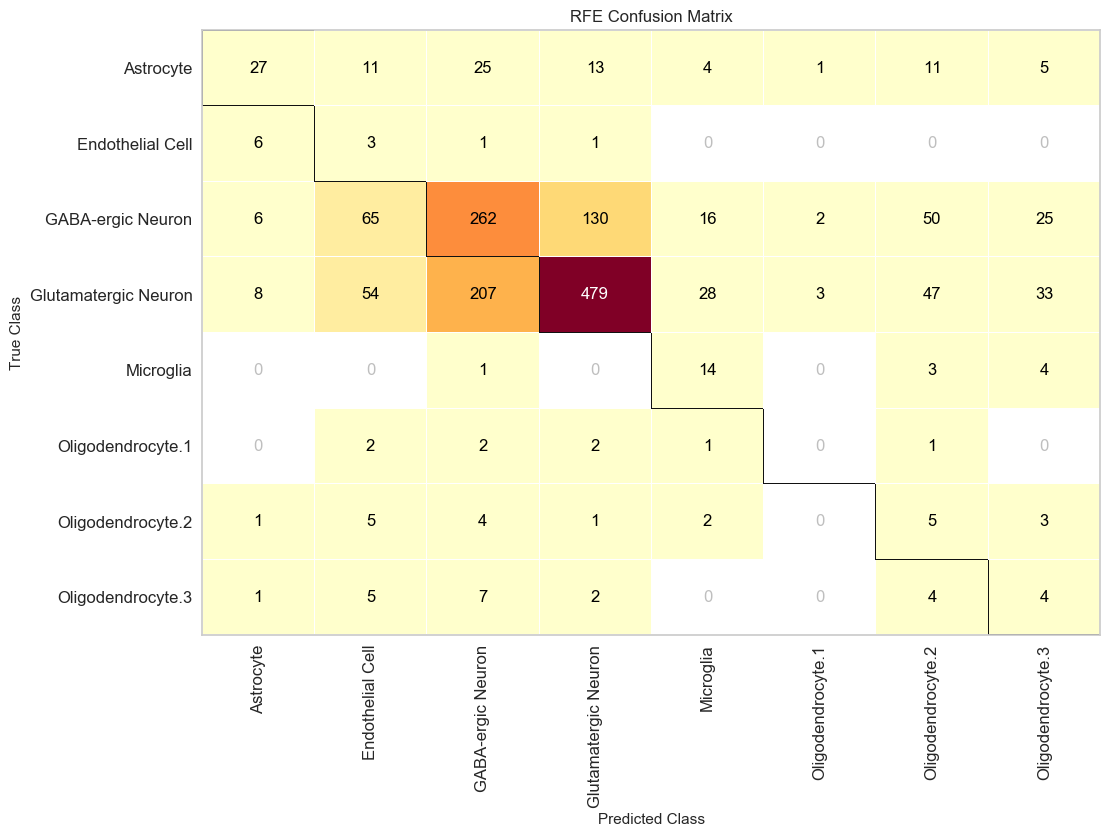 RFE Confusion Matrix
True Class
Astrocyte 27 11 25 13 4 1 11 5
Endothelial Cell 6 3 1 1 0 0 0 0
GABA-ergic Neuron 6 65 262 130 16 2 50 25
Glutamatergic Neuron 8 54 207 479 28 3 47 33
Microglia 0 0 1 0 14 0 3 4
Oligodendrocyte.1 0 2 2 2 1 0 1 0
Oligodendrocyte.2 1 5 4 1 2 0 5 3
Oligodendrocyte.3 1 5 7 2 0 0 4 4
Astrocyte
Endothelial Cell
GABA-ergic Neuron
Glutamatergic Neuron
Microglia
Oligodendrocyte.1
Oligodendrocyte.2
Oligodendrocyte.3
Predicted Class